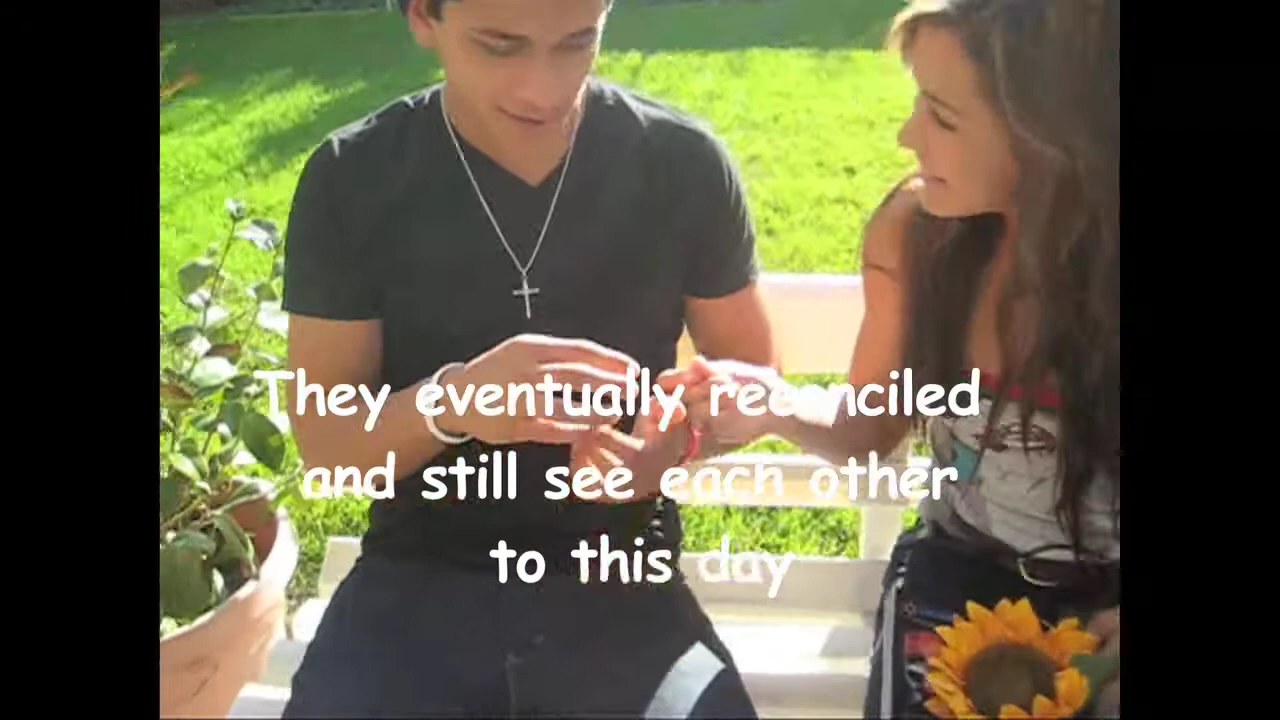 They eventually reconciled
and still see each other
to this day